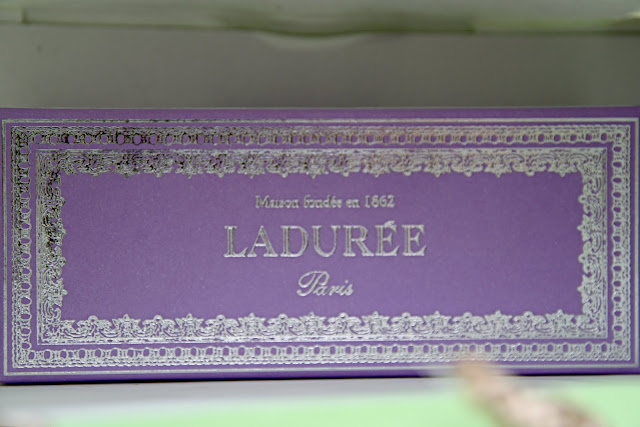 Maison fondée en 1862
LADURÉE
Paris